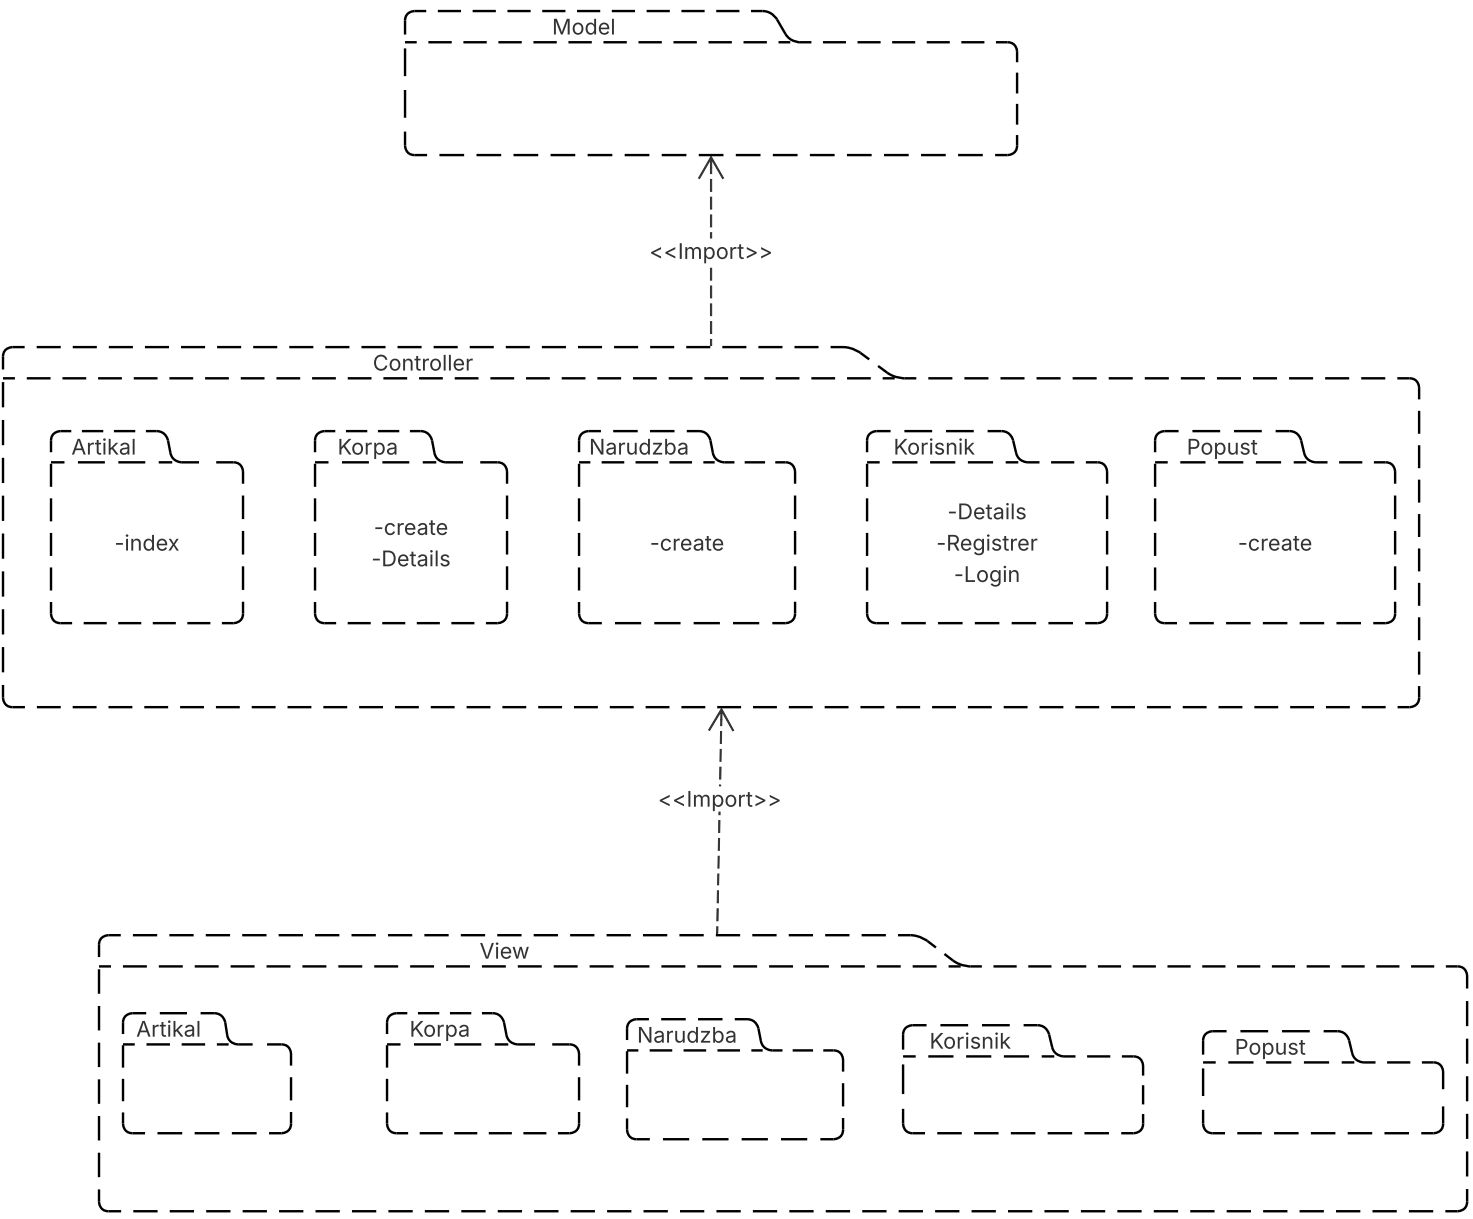 Model
<<Import>>
Controller
Artikal
-index
Korpa
-create
-Details
Narudzba
-create
Korisnik
-Details
-Registrer
-Login
Popust
-create
<<Import>>
View
Artikal
Korpa
Narudzba
Korisnik
Popust